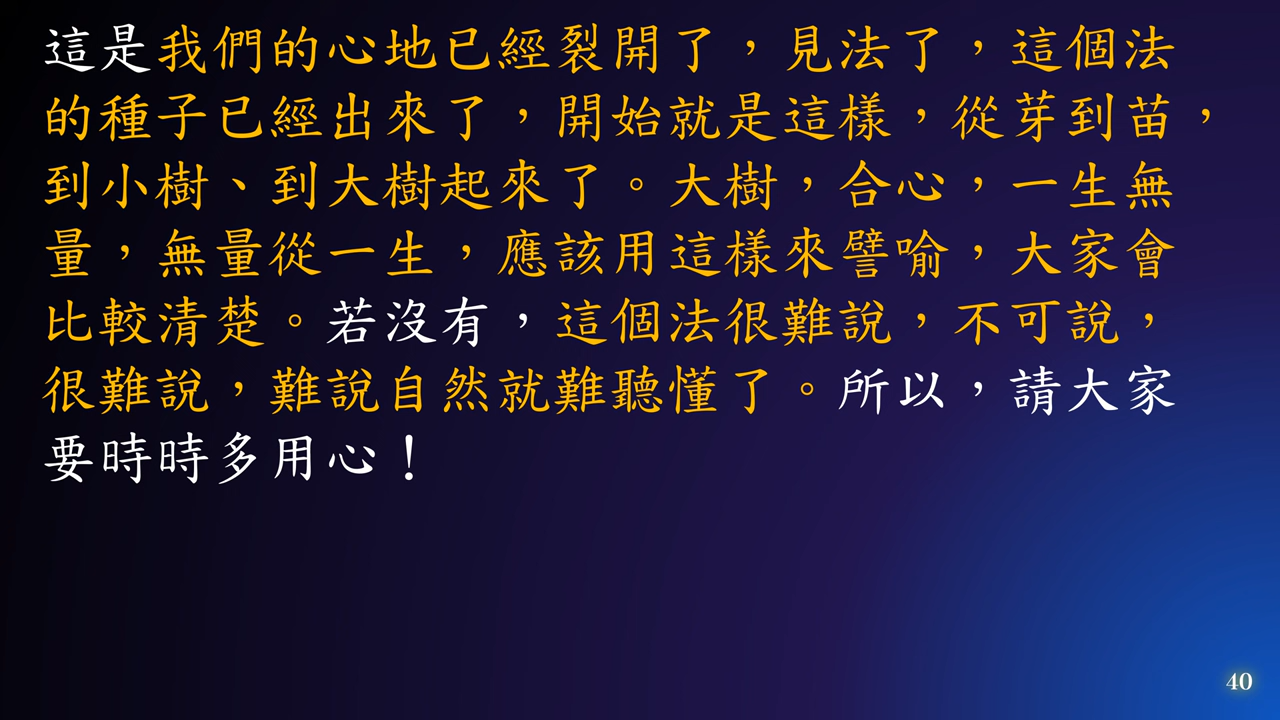 這是我們的心地已經裂開了，見法了，這個法
的種子已經出來了，開始就是這樣，從芽到苗，
到小樹、到大樹起來了。大樹，合心，一生無
量，無量從一生，應該用這樣來譬喻，大家會
比較清楚。若沒有，這個法很難說，不可說，
很難說，難說自然就難聽懂了。所以，請大家
要時時多用心！
40